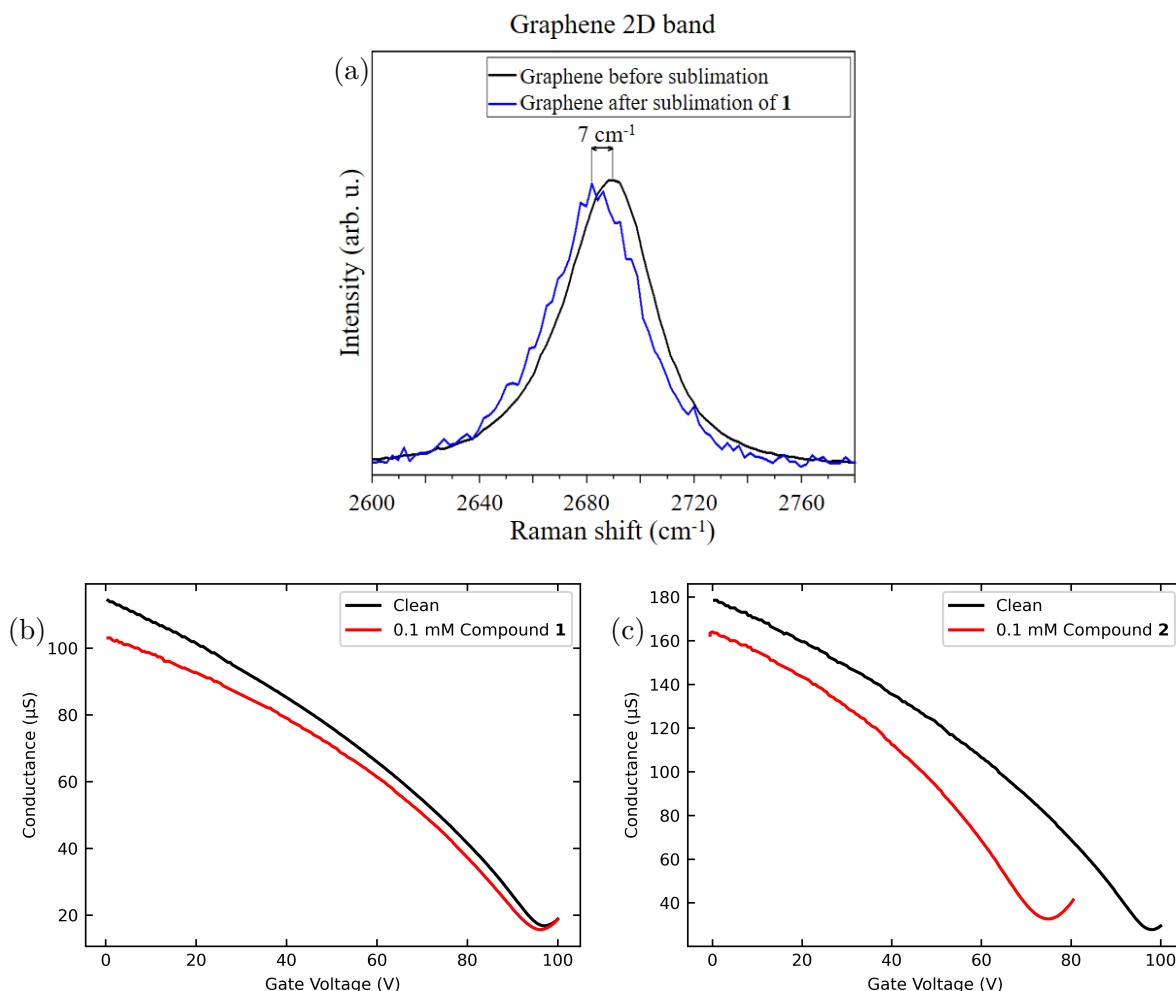 Graphene 2D band
(a)
Graphene before sublimation
Graphene after sublimation of 1
7 cm-1
Intensity (arb. u.)
2600 2640 2680 2720 2760
Raman shift (cm-1)
(b)
Clean
0.1 mM Compound 1
Conductance (µS)
100
80
60
40
20
0 20 40 60 80 100
Gate Voltage (V)
(c)
Clean
0.1 mM Compound 2
Conductance (µS)
180
160
140
120
100
80
60
40
0 20 40 60 80 100
Gate Voltage (V)